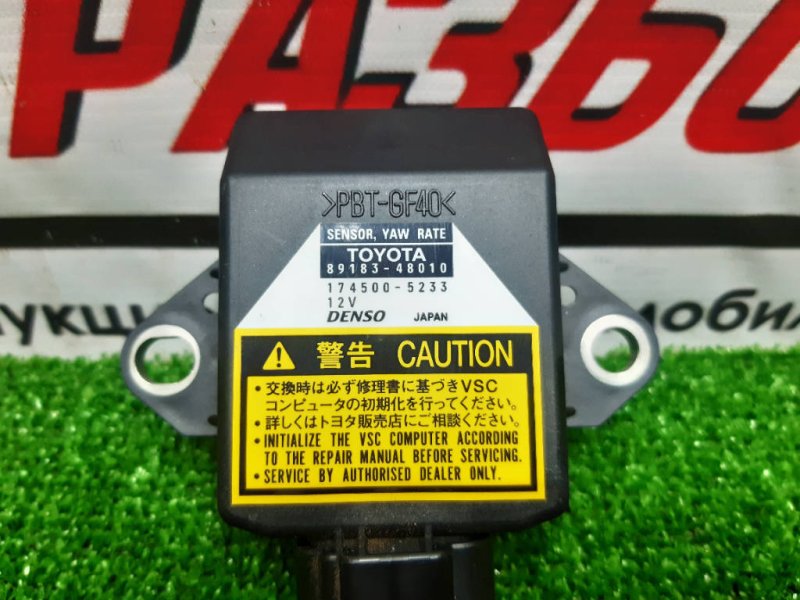 РАЗБО
>PBT-GF40<
SENSOR, YAW RATE
TOYOTA
89183-48010
174500-5233
12V
DENSO JAPAN
警告 CAUTION
・交換時は必ず修理書に基づきVSC
コンピュータの初期化を行ってください。
・詳しくはトヨタ販売店にご相談ください。
・INITIALIZE THE VSC COMPUTER ACCORDING
TO THE REPAIR MANUAL BEFORE SERVICING.
・SERVICE BY AUTHORISED DEALER ONLY.